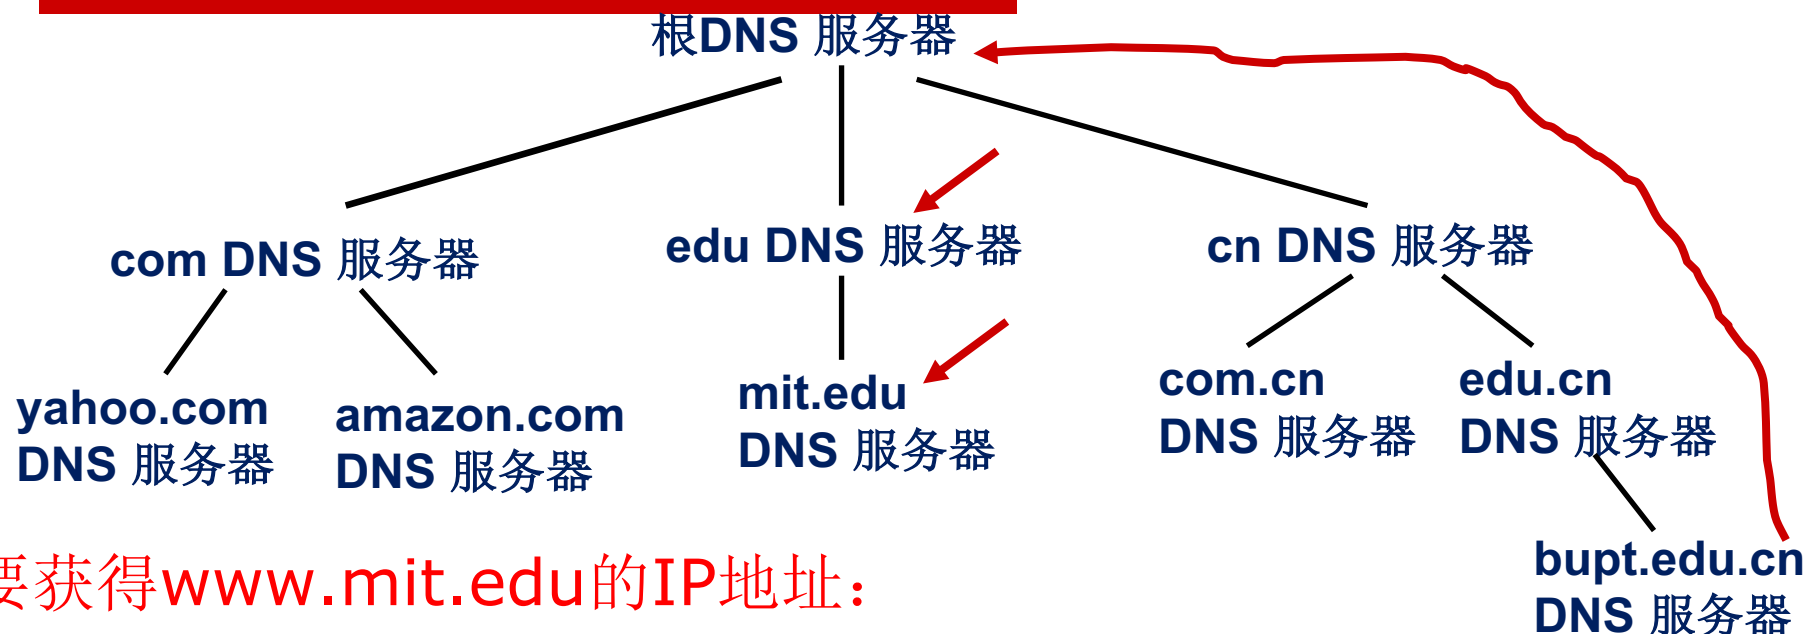 根DNS 服务器
com DNS 服务器
edu DNS 服务器
cn DNS 服务器
yahoo.com
DNS 服务器
amazon.com
DNS 服务器
mit.edu
DNS 服务器
com.cn
DNS 服务器
edu.cn
DNS 服务器
bupt.edu.cn
DNS 服务器
要获得www.mit.edu的IP地址：